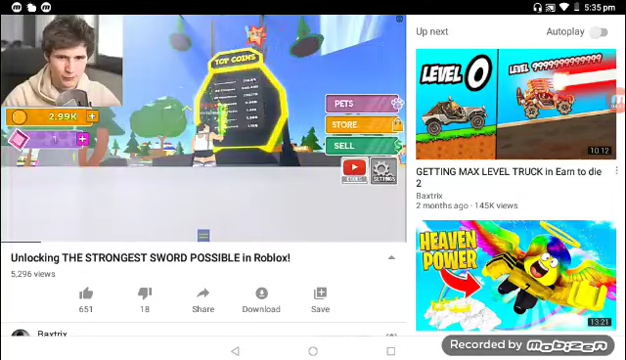 5:35 pm
TOP COINS
2.99K
PETS
STORE
SELL
CODES
SETTINGS
Unlocking THE STRONGEST SWORD POSSIBLE in Roblox!
5,296 views
651
18
Share
Download
Save
Baxtrix
Up next
Autoplay
LEVEL 0
LEVEL ????????????
10:12
GETTING MAX LEVEL TRUCK in Earn to die
2
Baxtrix
2 months ago · 145K views
HEAVEN
POWER
13:21
Recorded by mobizen